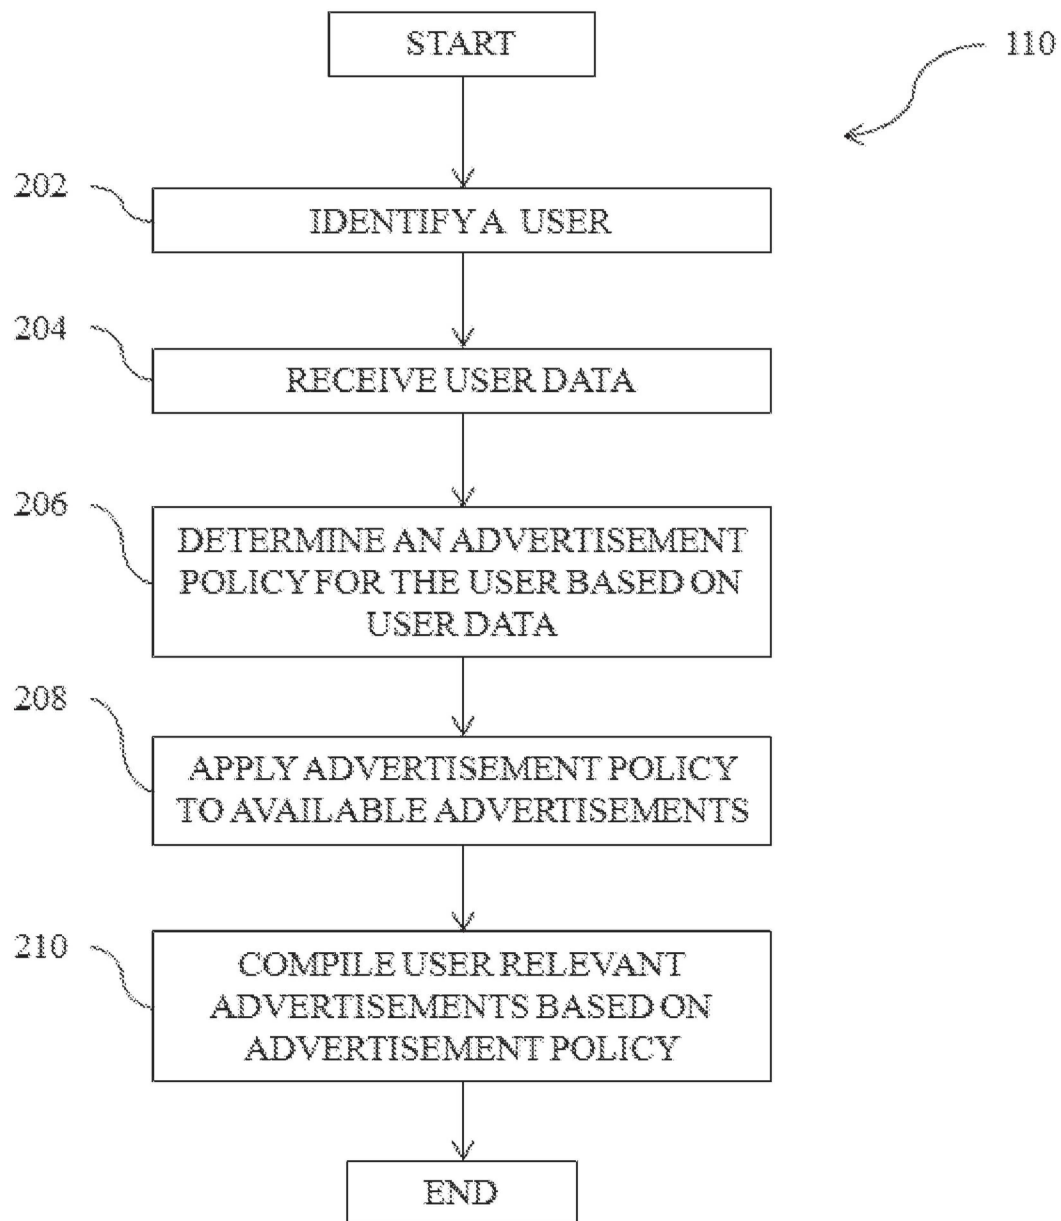 START
110
202
IDENTIFY A USER
204
RECEIVE USER DATA
206
DETERMINE AN ADVERTISEMENT
POLICY FOR THE USER BASED ON
USER DATA
208
APPLY ADVERTISEMENT POLICY
TO AVAILABLE ADVERTISEMENTS
210
COMPILE USER RELEVANT
ADVERTISEMENTS BASED ON
ADVERTISEMENT POLICY
END